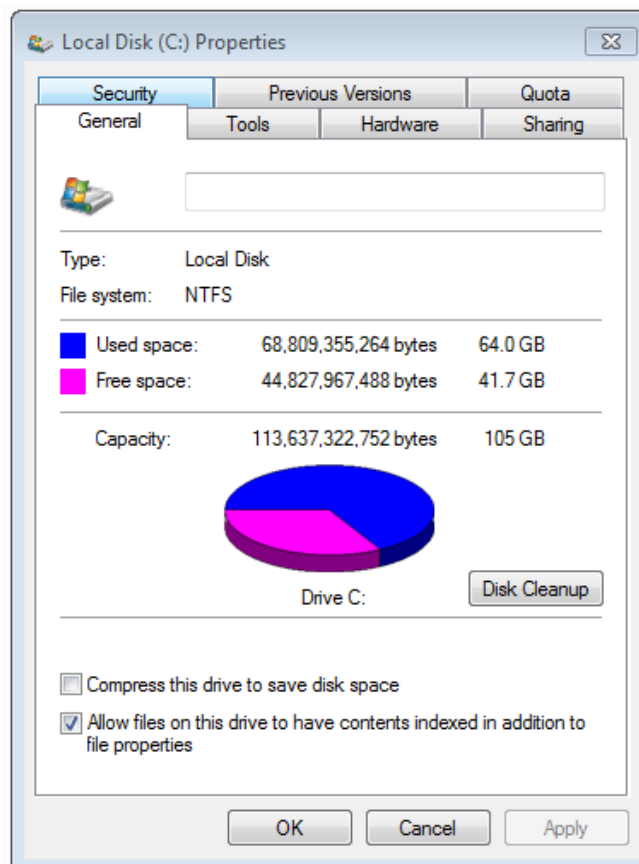 Local Disk (C:) Properties
Security Previous Versions Quota
General Tools Hardware Sharing
Type: Local Disk
File system: NTFS
Used space: 68,809,355,264 bytes 64.0 GB
Free space: 44,827,967,488 bytes 41.7 GB
Capacity: 113,637,322,752 bytes 105 GB
Drive C:
Disk Cleanup
Compress this drive to save disk space
Allow files on this drive to have contents indexed in addition to
file properties
OK Cancel Apply